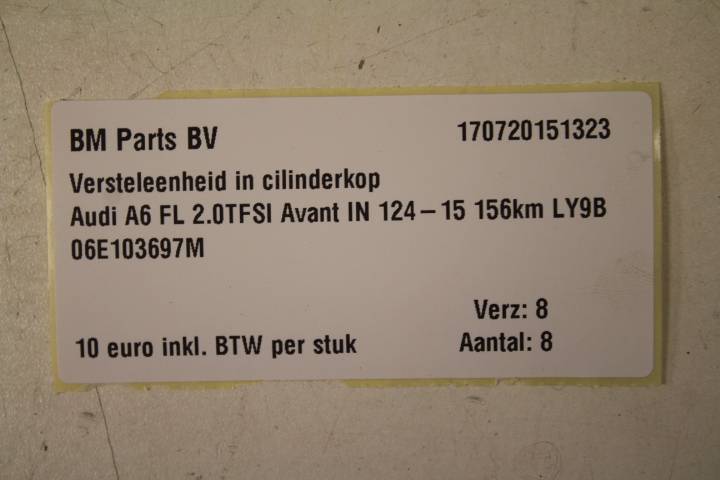 BM Parts BV 170720151323
Versteleenheid in cilinderkop
Audi A6 FL 2.0TFSI Avant IN 124-15 156km LY9B
06E103697M
Verz: 8
10 euro inkl. BTW per stuk Aantal: 8